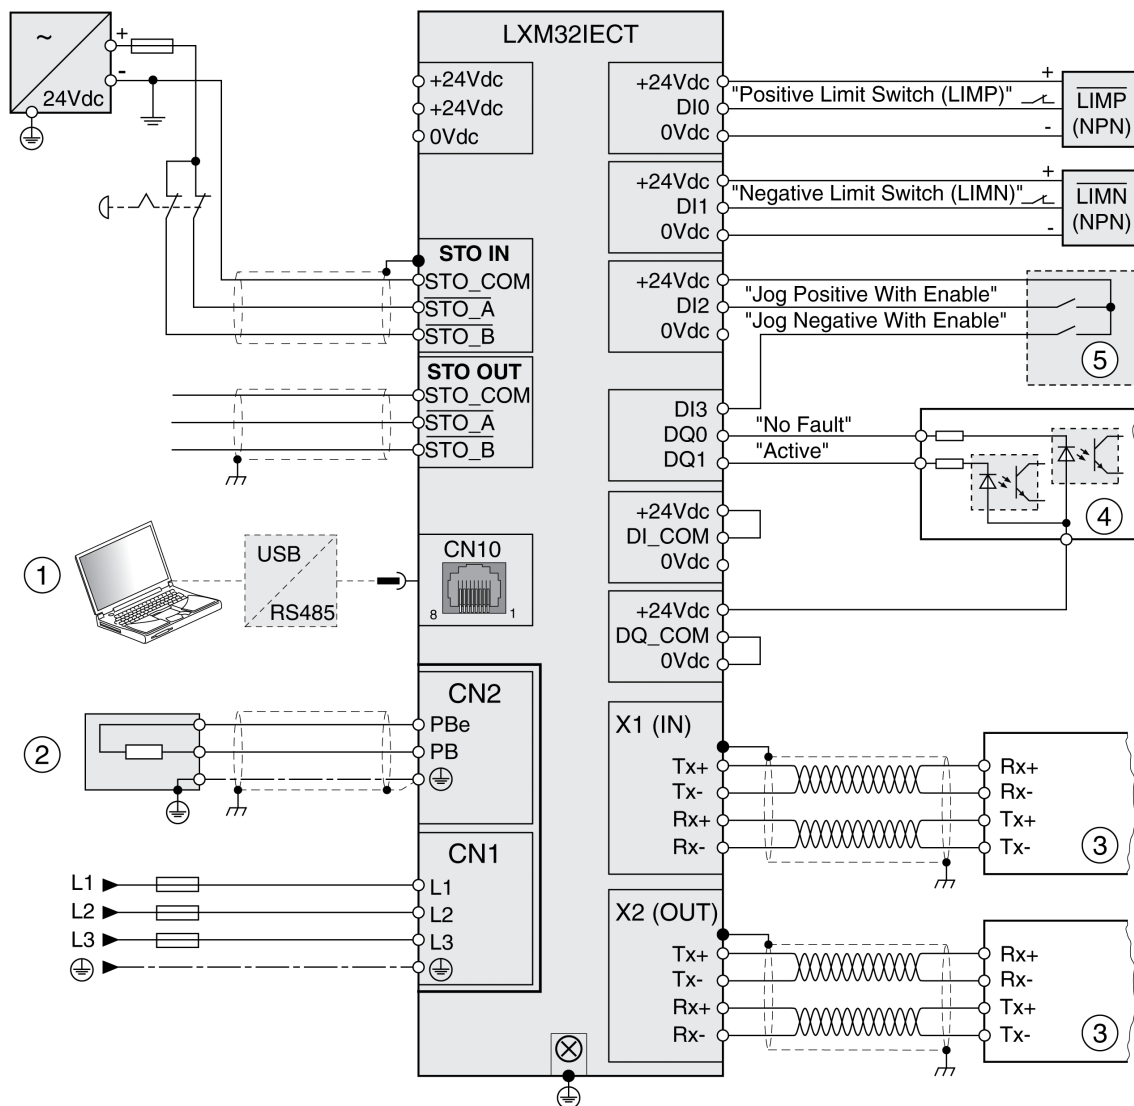 LXM32IECT
~
+
-
24Vdc
+24Vdc
+24Vdc
0Vdc
STO IN
STO_COM
STO_A
STO_B
STO OUT
STO_COM
STO_A
STO_B
1
USB
RS485
CN10
8
1
2
CN2
PBe
PB
CN1
L1
L2
L3
L1
L2
L3
+24Vdc
DI0
0Vdc
"Positive Limit Switch (LIMP)"
+
-
LIMP
(NPN)
+24Vdc
DI1
0Vdc
"Negative Limit Switch (LIMN)"
+
-
LIMN
(NPN)
+24Vdc
DI2
0Vdc
"Jog Positive With Enable"
"Jog Negative With Enable"
5
DI3
DQ0
DQ1
"No Fault"
"Active"
4
+24Vdc
DI_COM
0Vdc
+24Vdc
DQ_COM
0Vdc
X1 (IN)
Tx+
Tx-
Rx+
Rx-
Rx+
Rx-
Tx+
Tx-
3
X2 (OUT)
Tx+
Tx-
Rx+
Rx-
Rx+
Rx-
Tx+
Tx-
3